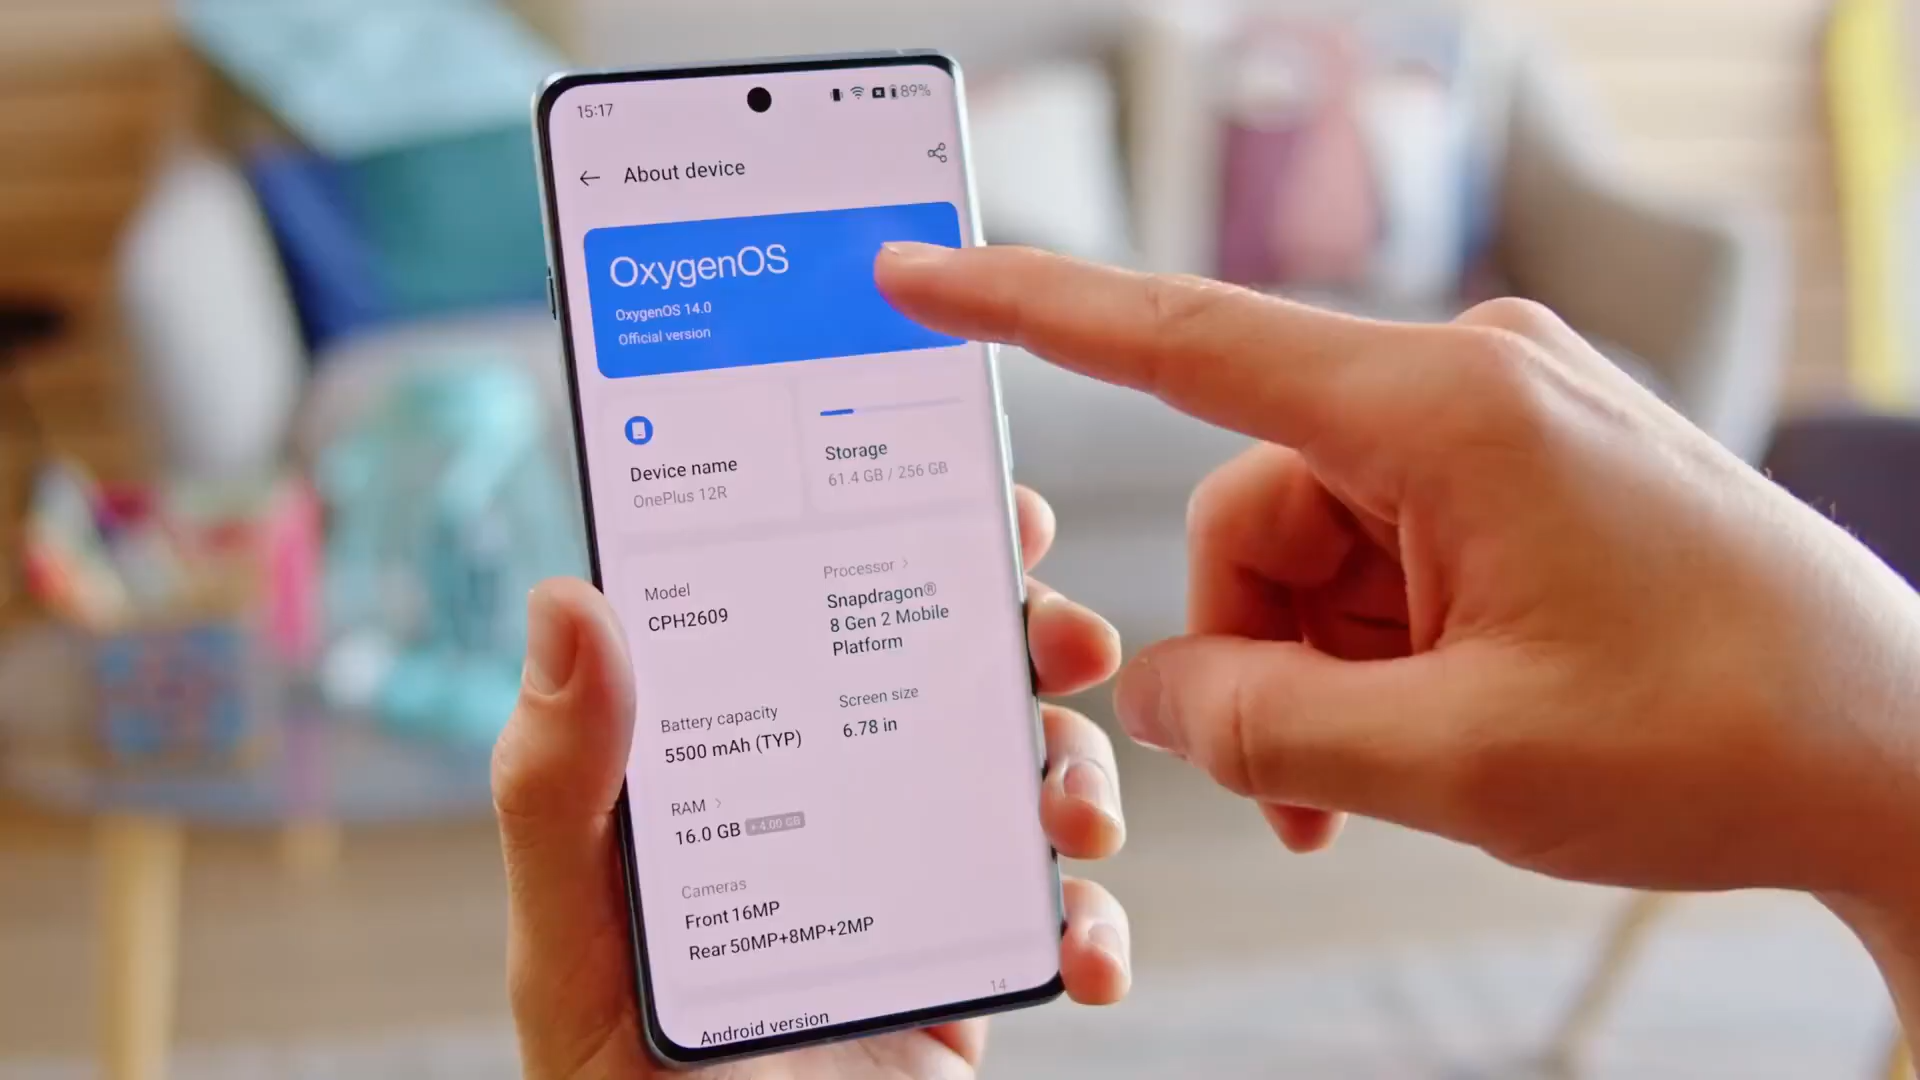 15:17
89%
About device
OxygenOS
OxygenOS 14.0
Official version
Device name
OnePlus 12R
Storage
61.4 GB / 256 GB
Model
CPH2609
Processor >
Snapdragon®
8 Gen 2 Mobile
Platform
Battery capacity
5500 mAh (TYP)
Screen size
6.78 in
RAM >
16.0 GB +4.00 GB
Cameras
Front 16MP
Rear 50MP+8MP+2MP
Android version
14